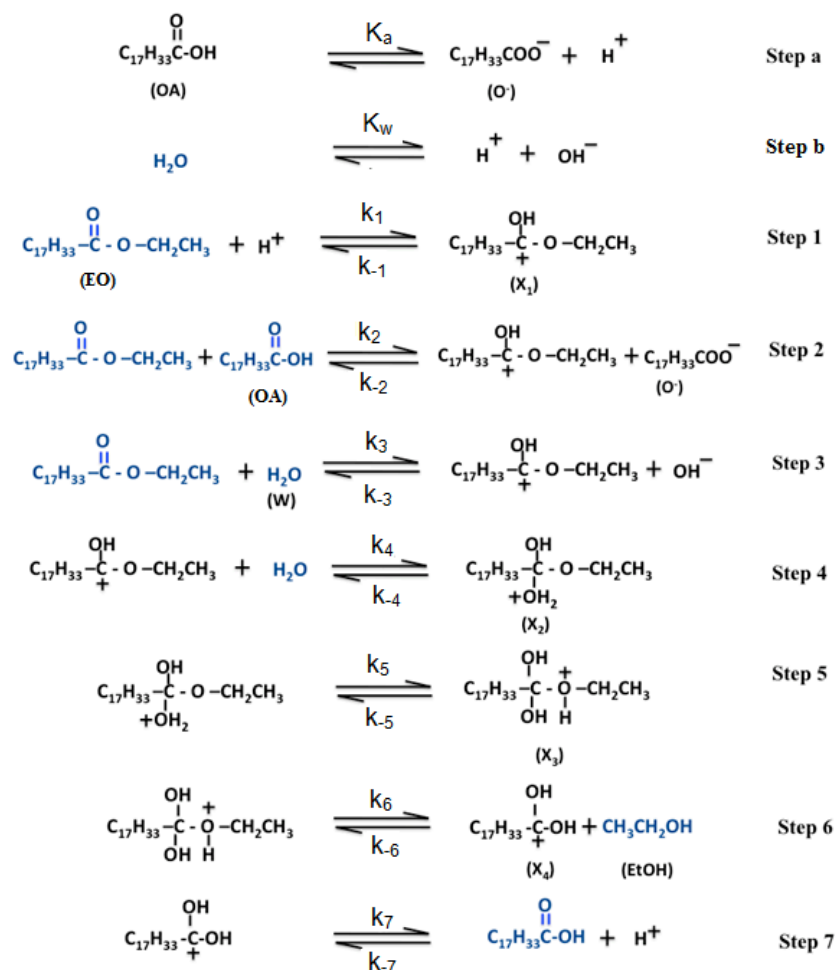 O
C₁₇H₃₃C-OH Kₐ C₁₇H₃₃COO⁻ + H⁺ Step a
(OA) (O⁻)
H₂O K_w H⁺ + OH⁻ Step b
O OH
C₁₇H₃₃-C-O-CH₂CH₃ + H⁺ k₁ k₋₁ C₁₇H₃₃-C-O-CH₂CH₃ Step 1
+
(EO) (X₁)
O O OH
C₁₇H₃₃-C-O-CH₂CH₃ + C₁₇H₃₃C-OH k₂ k₋₂ C₁₇H₃₃-C-O-CH₂CH₃ + C₁₇H₃₃COO⁻ Step 2
+
(OA) (O⁻)
O OH
C₁₇H₃₃-C-O-CH₂CH₃ + H₂O k₃ k₋₃ C₁₇H₃₃-C-O-CH₂CH₃ + OH⁻ Step 3
+
(W)
OH OH
C₁₇H₃₃-C-O-CH₂CH₃ + H₂O k₄ k₋₄ C₁₇H₃₃-C-O-CH₂CH₃ Step 4
+ +OH₂
(X₂)
OH OH +
C₁₇H₃₃-C-O-CH₂CH₃ k₅ k₋₅ C₁₇H₃₃-C-O-CH₂CH₃ Step 5
+OH₂ OH H
(X₃)
OH + OH
C₁₇H₃₃-C-O-CH₂CH₃ k₆ k₋₆ C₁₇H₃₃-C-OH + CH₃CH₂OH Step 6
OH H +
(X₄) (EtOH)
OH O
C₁₇H₃₃-C-OH k₇ k₋₇ C₁₇H₃₃C-OH + H⁺ Step 7
+